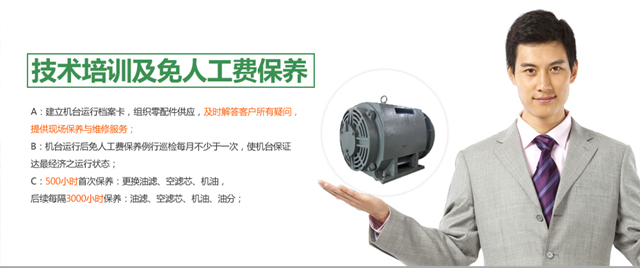 技术培训及免人工费保养
A：建立机台运行档案卡，组织零配件供应，及时解答客户所有疑问，
提供现场保养与维修服务；
B：机台运行后免人工费保养例行巡检每月不少于一次，使机台保证
达最经济之运行状态；
C：500小时首次保养：更换油滤、空滤芯、机油，
后续每隔3000小时保养：油滤、空滤芯、机油、油分；